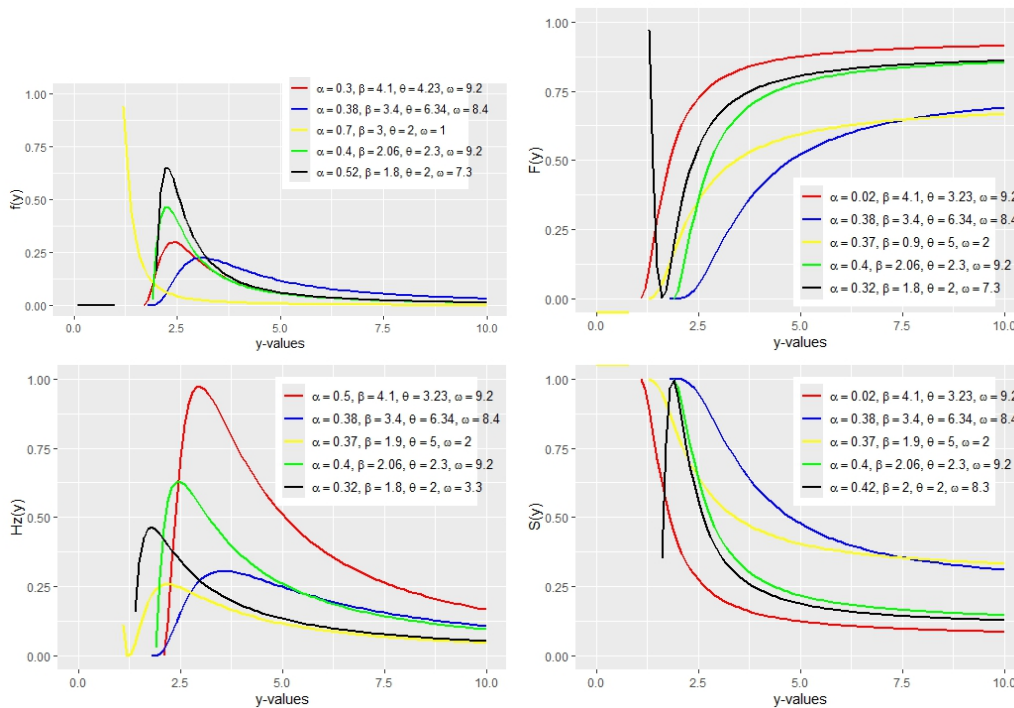 f(y)
1.00
0.75
0.50
0.25
0.00
α = 0.3, β = 4.1, θ = 4.23, ω = 9.2
α = 0.38, β = 3.4, θ = 6.34, ω = 8.4
α = 0.7, β = 3, θ = 2, ω = 1
α = 0.4, β = 2.06, θ = 2.3, ω = 9.2
α = 0.52, β = 1.8, θ = 2, ω = 7.3
0.0 2.5 5.0 7.5 10.0
y-values
F(y)
1.00
0.75
0.50
0.25
0.00
α = 0.02, β = 4.1, θ = 3.23, ω = 9.2
α = 0.38, β = 3.4, θ = 6.34, ω = 8.4
α = 0.37, β = 0.9, θ = 5, ω = 2
α = 0.4, β = 2.06, θ = 2.3, ω = 9.2
α = 0.32, β = 1.8, θ = 2, ω = 7.3
0.0 2.5 5.0 7.5 10.0
y-values
Hz(y)
1.00
0.75
0.50
0.25
0.00
α = 0.5, β = 4.1, θ = 3.23, ω = 9.2
α = 0.38, β = 3.4, θ = 6.34, ω = 8.4
α = 0.37, β = 1.9, θ = 5, ω = 2
α = 0.4, β = 2.06, θ = 2.3, ω = 9.2
α = 0.32, β = 1.8, θ = 2, ω = 3.3
0.0 2.5 5.0 7.5 10.0
y-values
S(y)
1.00
0.75
0.50
0.25
0.00
α = 0.02, β = 4.1, θ = 3.23, ω = 9.2
α = 0.38, β = 3.4, θ = 6.34, ω = 8.4
α = 0.37, β = 1.9, θ = 5, ω = 2
α = 0.4, β = 2.06, θ = 2.3, ω = 9.2
α = 0.42, β = 2, θ = 2, ω = 8.3
0.0 2.5 5.0 7.5 10.0
y-values